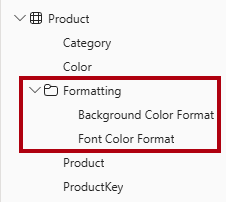 Product
Category
Color
Formatting
Background Color Format
Font Color Format
Product
ProductKey